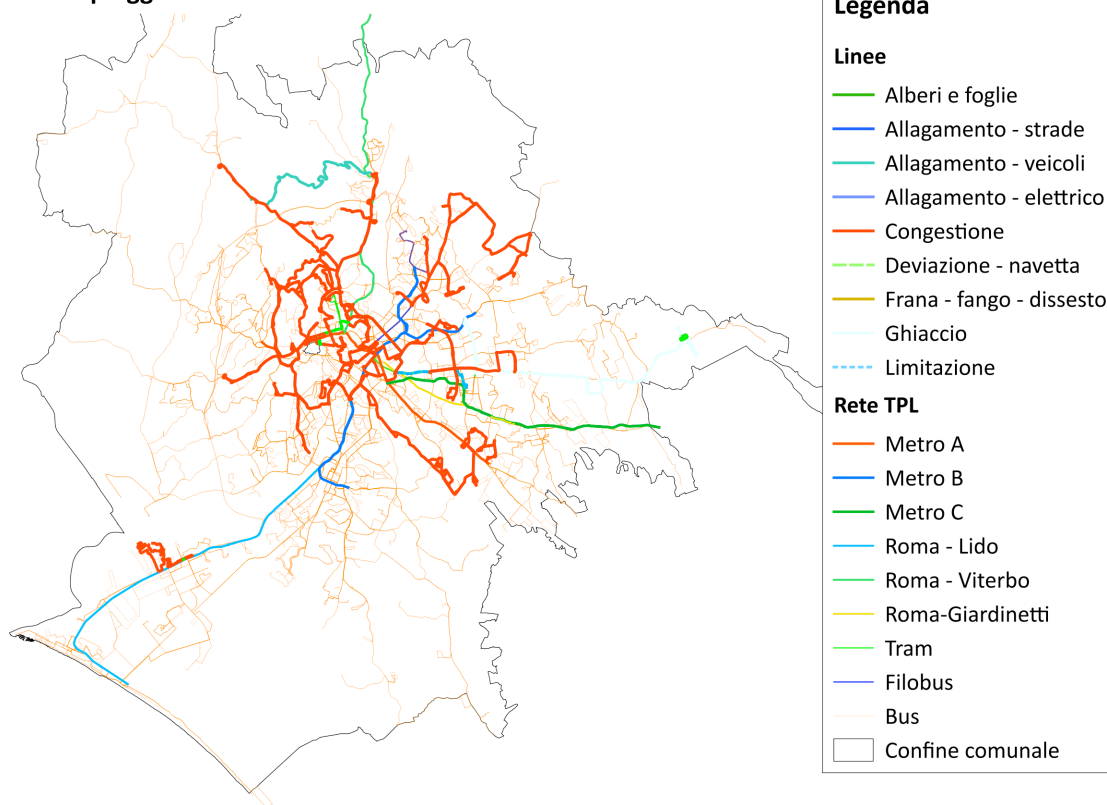 Legenda
Linee
Alberi e foglie
Allagamento - strade
Allagamento - veicoli
Allagamento - elettrico
Congestione
Deviazione - navetta
Frana - fango - dissesto
Ghiaccio
Limitazione
Rete TPL
Metro A
Metro B
Metro C
Roma - Lido
Roma - Viterbo
Roma-Giardinetti
Tram
Filobus
Bus
Confine comunale